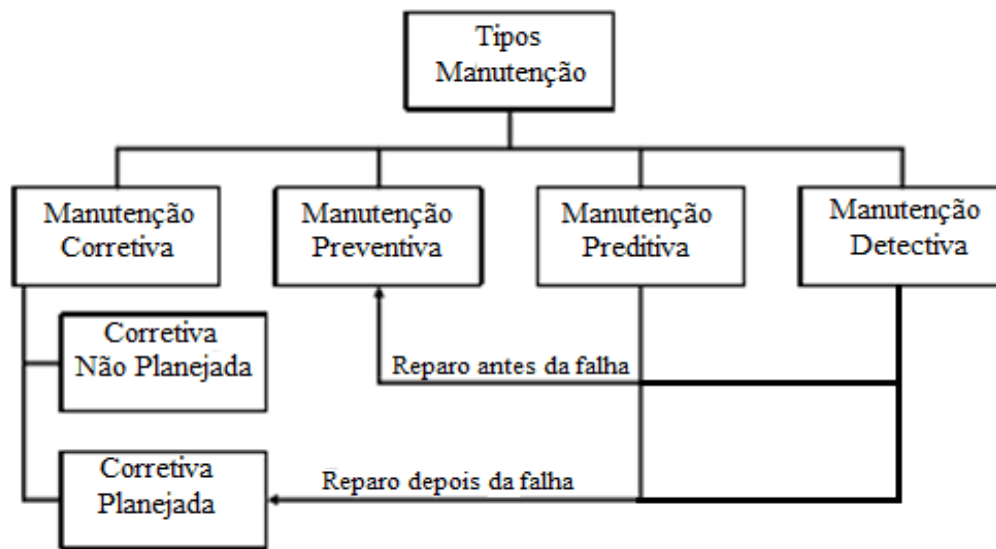 Tipos
Manutenção
Manutenção
Corretiva
Manutenção
Preventiva
Manutenção
Preditiva
Manutenção
Detectiva
Corretiva
Não Planejada
Reparo antes da falha
Corretiva
Planejada
Reparo depois da falha